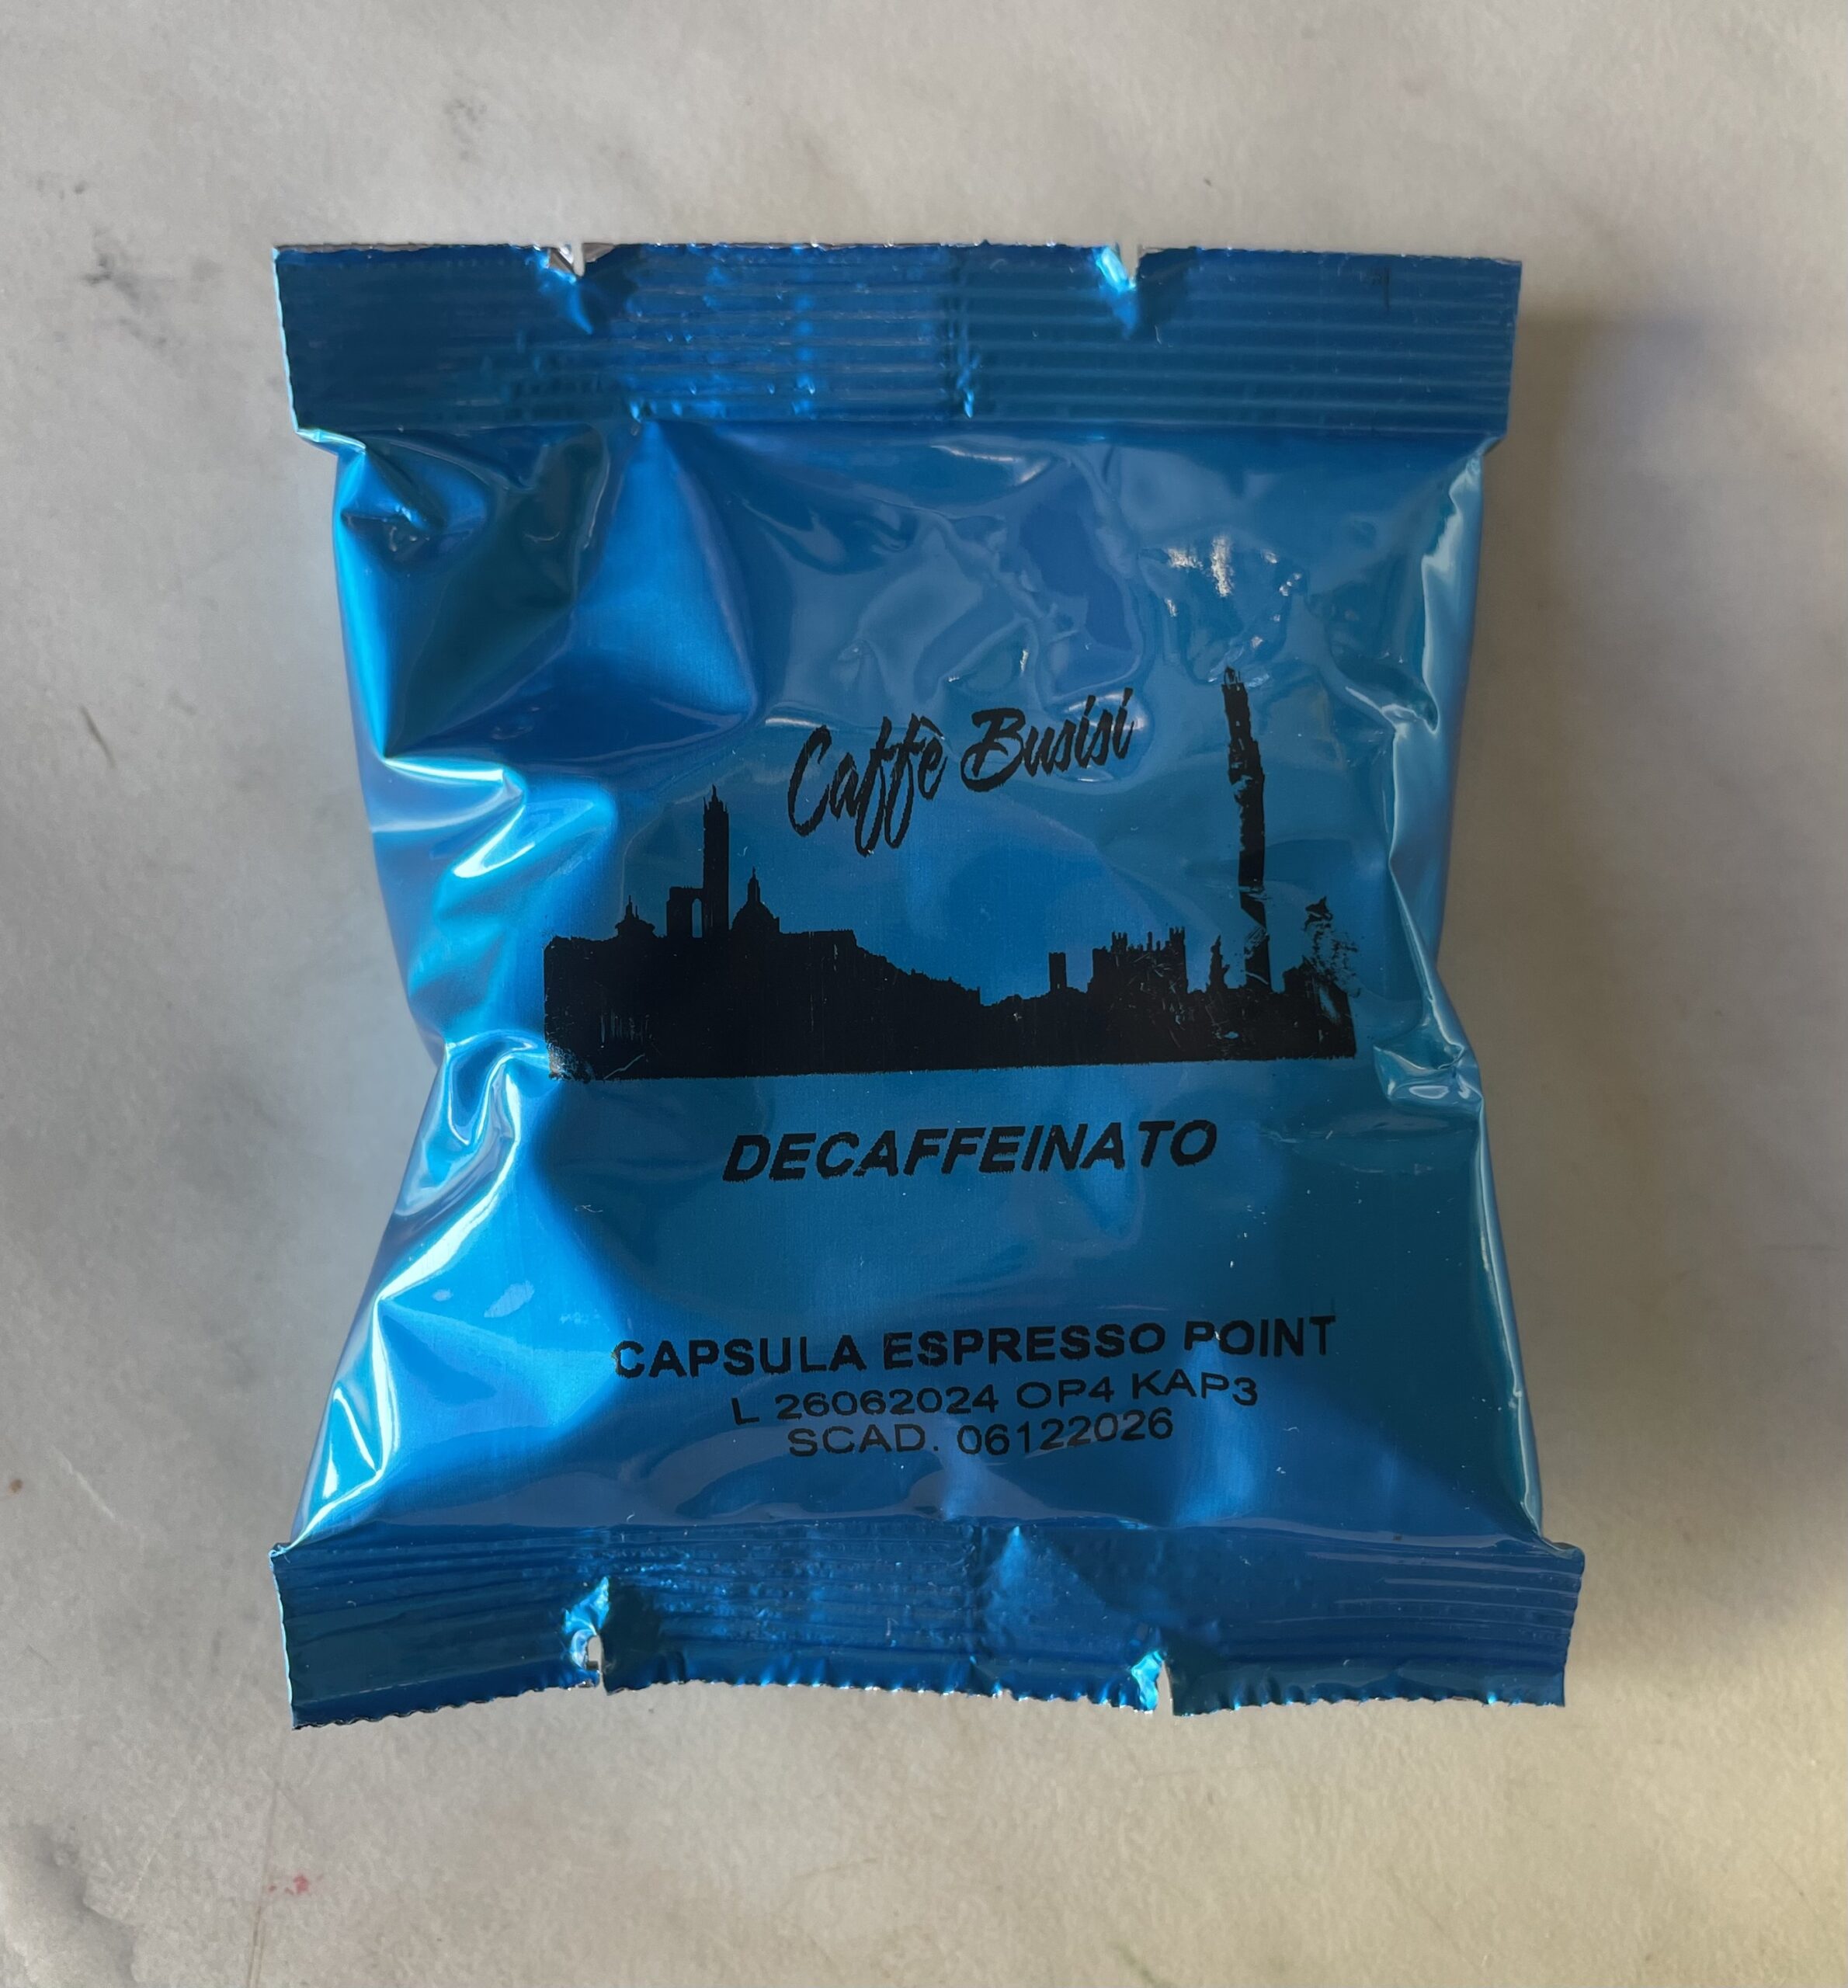 Caffè Busisi
DECAFFEINATO
CAPSULA ESPRESSO POINT
L 26062024 OP4 KAP3
SCAD. 06122026